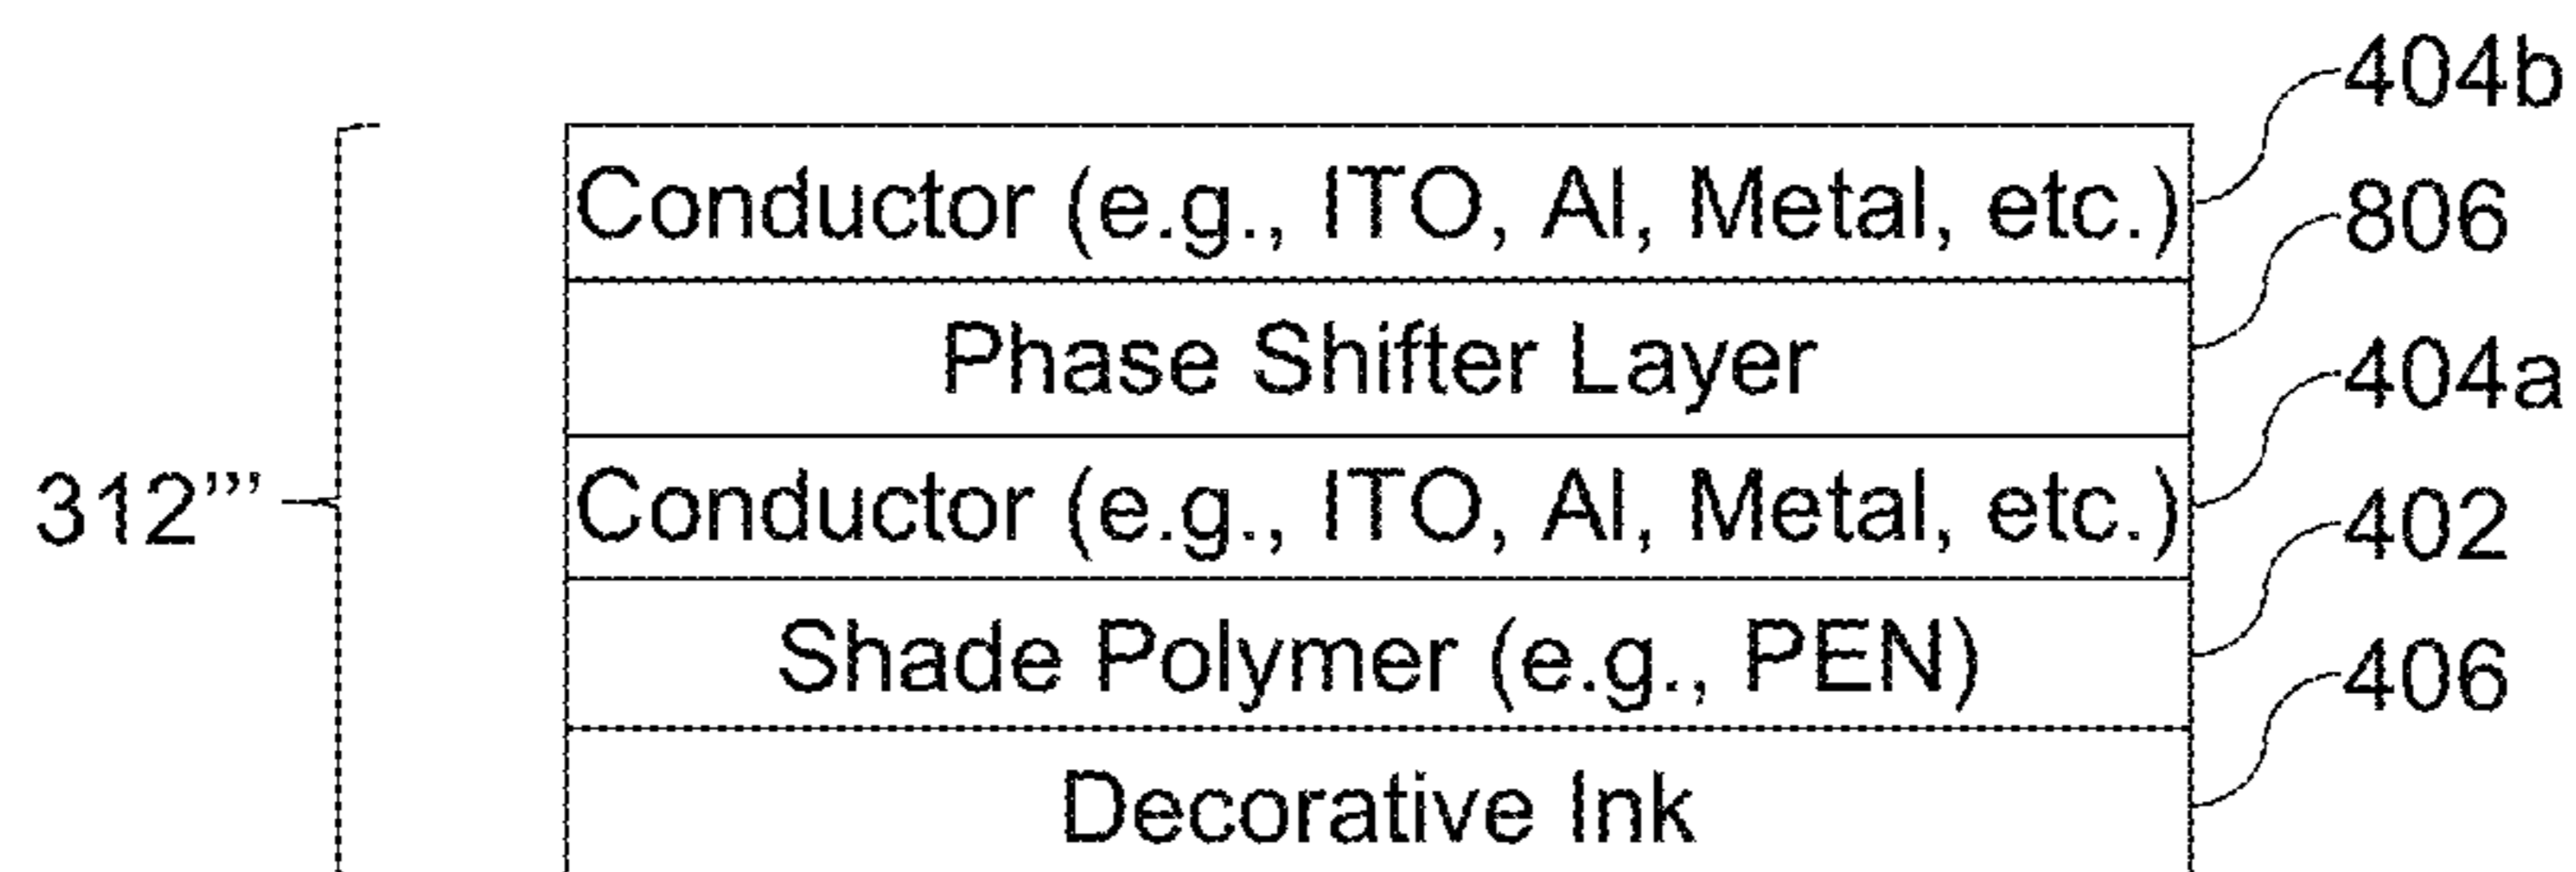 404b
Conductor (e.g., ITO, Al, Metal, etc.)
806
Phase Shifter Layer
404a
312”’
Conductor (e.g., ITO, Al, Metal, etc.)
402
Shade Polymer (e.g., PEN)
406
Decorative Ink